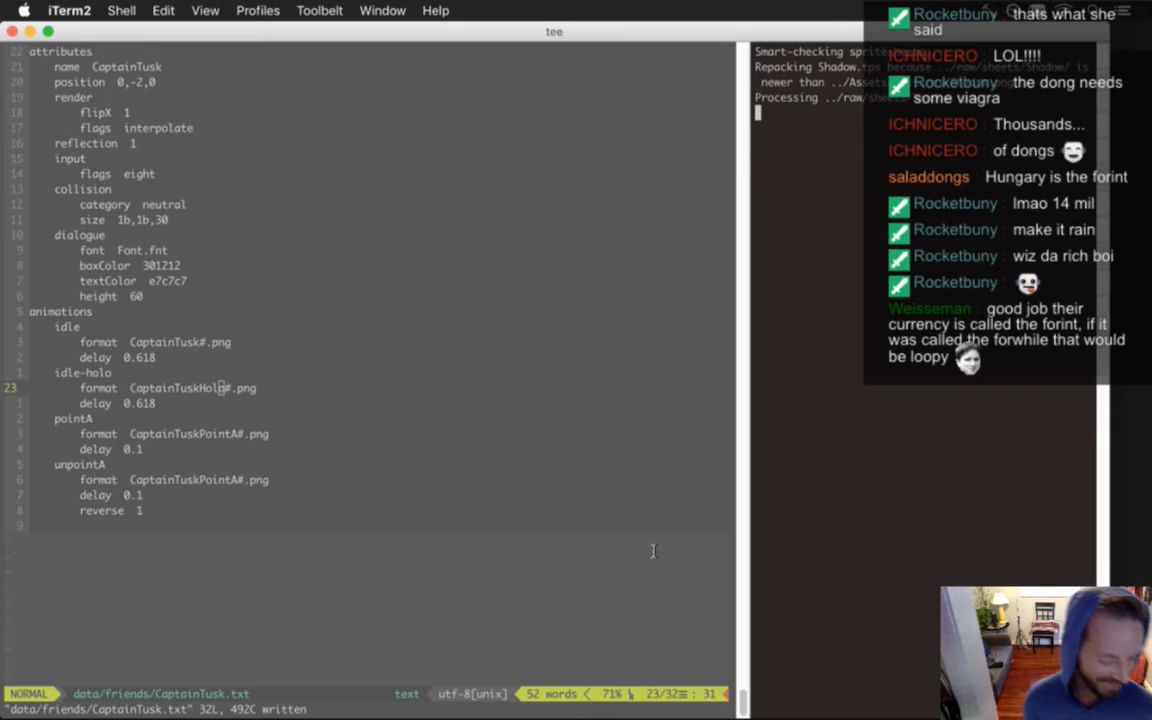 iTerm2 Shell Edit View Profiles Toolbelt Window Help
tee
22 attributes
21 name CaptainTusk
20 position 0,-2,0
19 render
18 flipX 1
17 flags interpolate
16 reflection 1
15 input
14 flags eight
13 collision
12 category neutral
11 size 1b,1b,30
10 dialogue
9 font Font.fnt
8 boxColor 301212
7 textColor e7c7c7
6 height 60
5 animations
4 idle
3 format CaptainTusk#.png
2 delay 0.618
1 idle-holo
23 format CaptainTuskHolo#.png
1 delay 0.618
2 pointA
3 format CaptainTuskPointA#.png
4 delay 0.1
5 unpointA
6 format CaptainTuskPointA#.png
7 delay 0.1
8 reverse 1
9
NORMAL data/friends/CaptainTusk.txt text utf-8[unix] 52 words 71% 23/32 : 31
"data/friends/CaptainTusk.txt" 32L, 492C written
Smart-checking
Repacking Shadow.tps because ../raw/sheets/Shadow/ is
newer than ../Assets
Processing
Rocketbuny : thats what she
said
ICHNICERO : LOL!!!!
Rocketbuny : the dong needs
some viagra
ICHNICERO : Thousands...
ICHNICERO : of dongs
saladdongs : Hungary is the forint
Rocketbuny : lmao 14 mil
Rocketbuny : make it rain
Rocketbuny : wiz da rich boi
Rocketbuny :
Weisseman : good job their
currency is called the forint, if it
was called the forwhile that would
be loopy